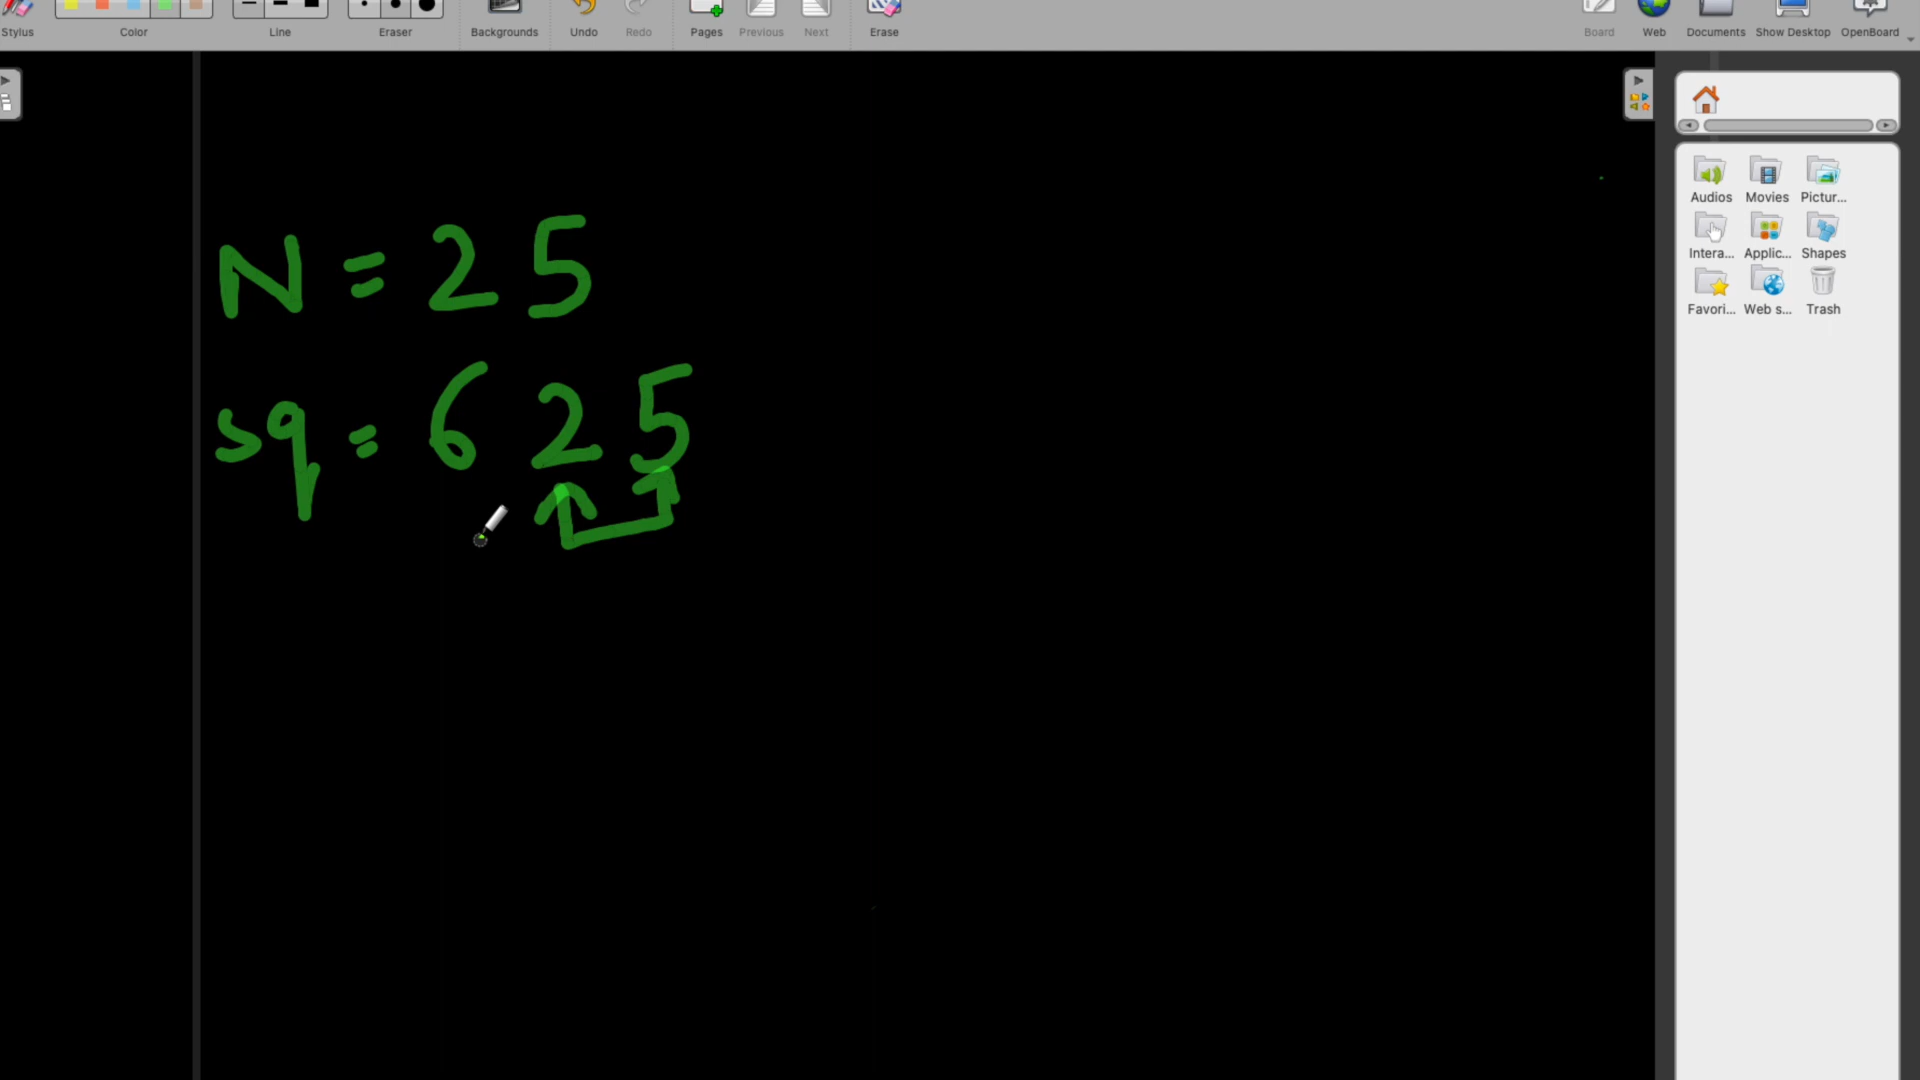 Stylus Color Line Eraser Backgrounds Undo Redo Pages Previous Next Erase Board Web Documents Show Desktop OpenBoard
N = 25
sq = 625
Audios Movies Pictur...
Intera... Applic... Shapes
Favori... Web s... Trash